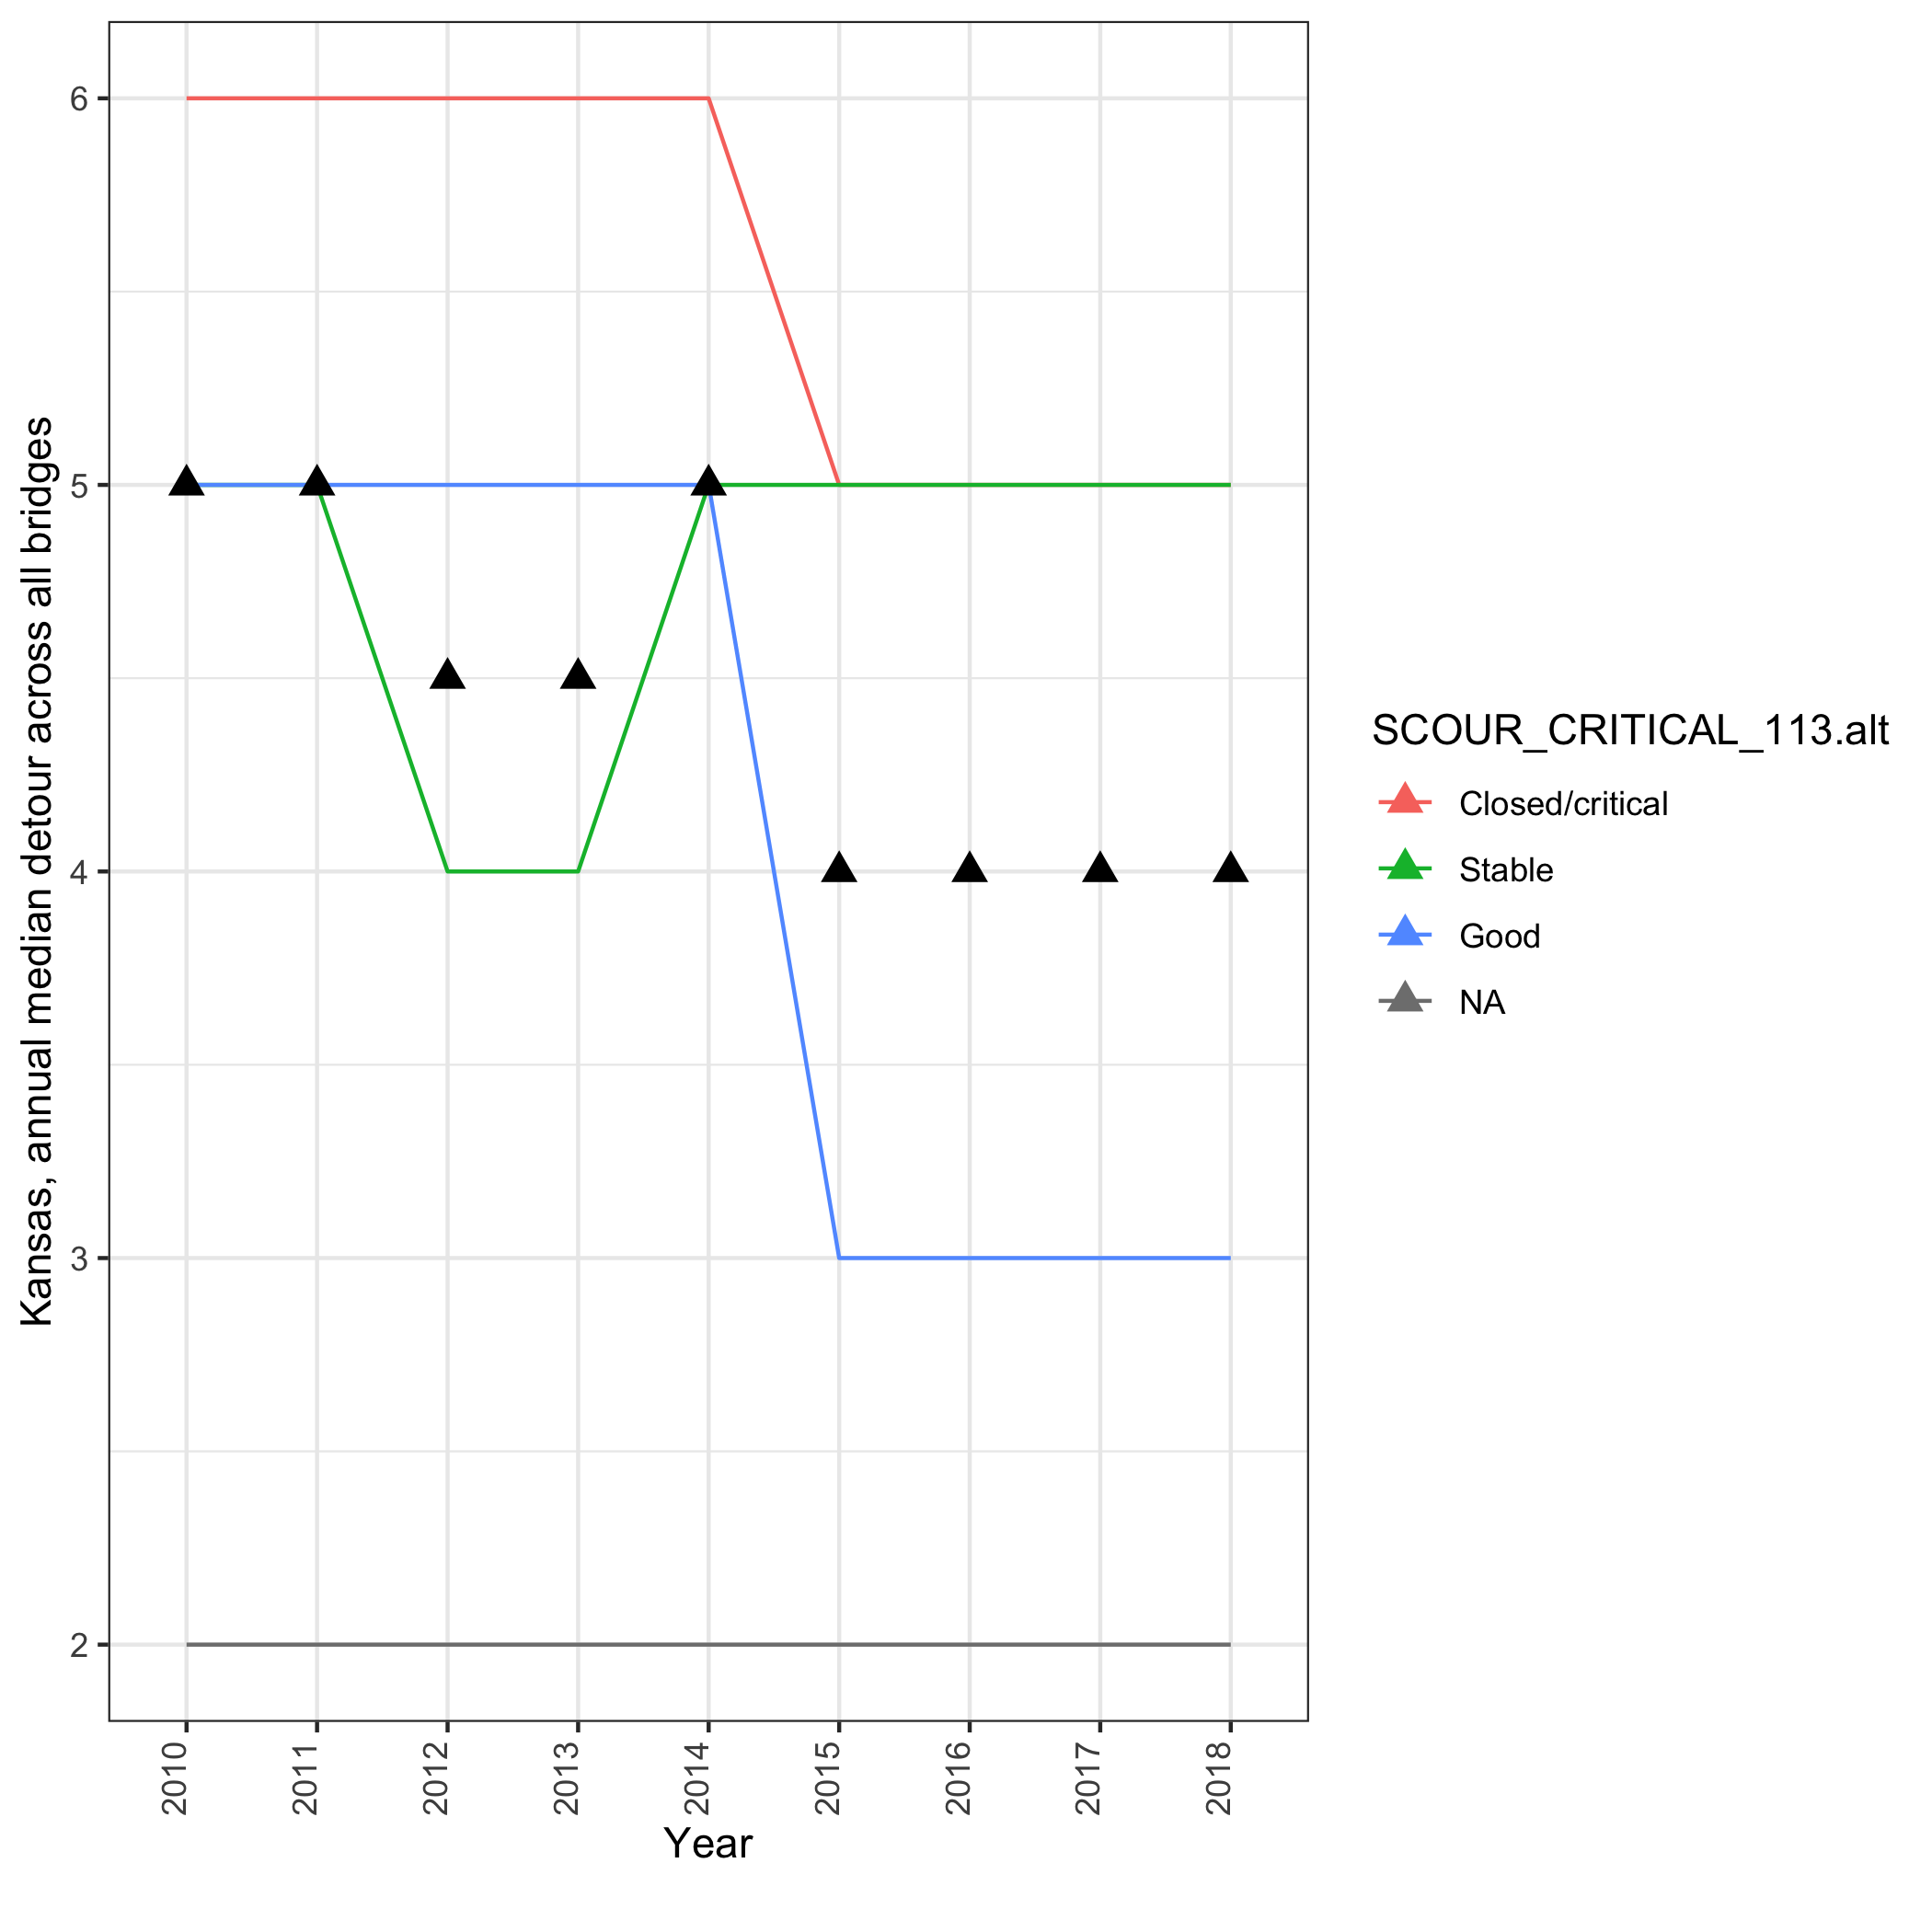 Kansas, annual median detour across all bridges
6
5
4
3
2
2010
2011
2012
2013
2014
2015
2016
2017
2018
Year
SCOUR_CRITICAL_113.alt
Closed/critical
Stable
Good
NA